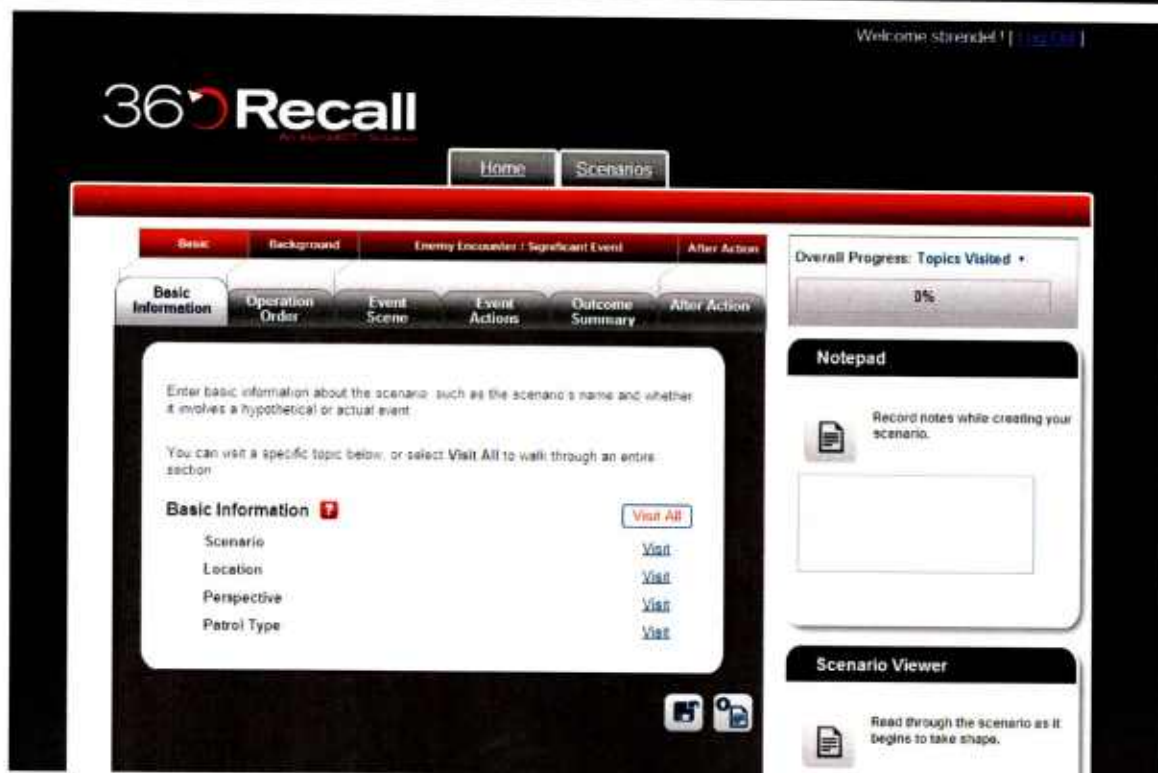 Welcome sbrendel ! [ Log Out ]
360 Recall
Home
Scenarios
Basic
Background
Enemy Encounter / Significant Event
After Action
Basic
Information
Operation
Order
Event
Scene
Event
Actions
Outcome
Summary
After Action
Overall Progress: Topics Visited
0%
Enter basic information about the scenario such as the scenario's name and whether
it involves a hypothetical or actual event
You can visit a specific topic below, or select Visit All to walk through an entire
section
Basic Information ?
Visit All
Scenario
Visit
Location
Visit
Perspective
Visit
Patrol Type
Visit
Notepad
Record notes while creating your
scenario.
Scenario Viewer
Read through the scenario as it
begins to take shape.